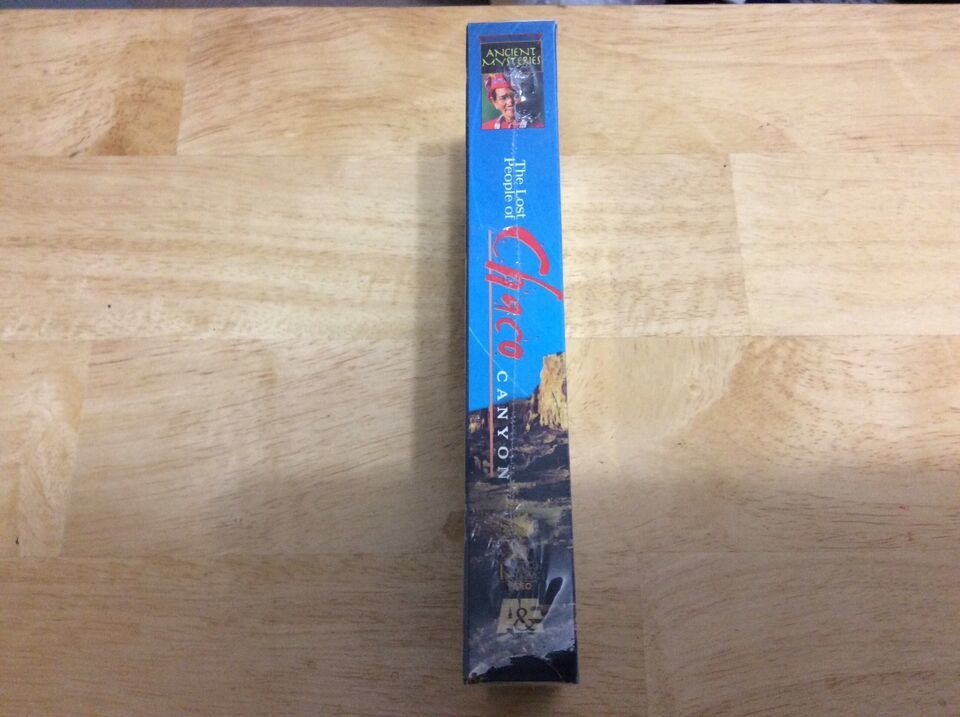 ANCIENT
MYSTERIES
The Lost
People of
Chaco
CANYON
A&E